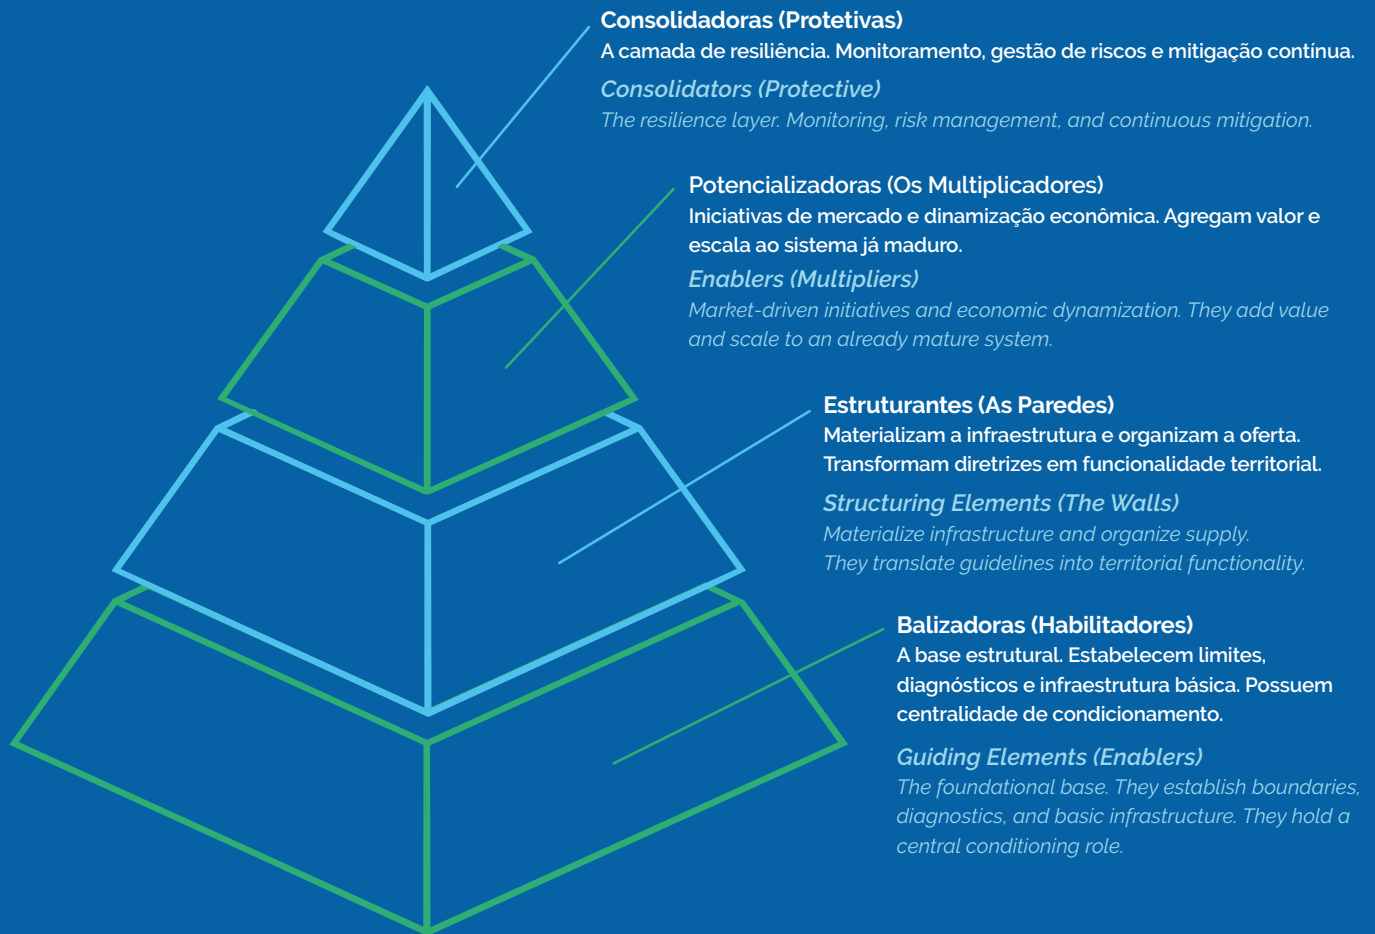 Consolidadoras (Protetivas)
A camada de resiliência. Monitoramento, gestão de riscos e mitigação contínua.
Consolidators (Protective)
The resilience layer. Monitoring, risk management, and continuous mitigation.
Potencializadoras (Os Multiplicadores)
Iniciativas de mercado e dinamização econômica. Agregam valor e
escala ao sistema já maduro.
Enablers (Multipliers)
Market-driven initiatives and economic dynamization. They add value
and scale to an already mature system.
Estruturantes (As Paredes)
Materializam a infraestrutura e organizam a oferta.
Transformam diretrizes em funcionalidade territorial.
Structuring Elements (The Walls)
Materialize infrastructure and organize supply.
They translate guidelines into territorial functionality.
Balizadoras (Habilitadores)
A base estrutural. Estabelecem limites,
diagnósticos e infraestrutura básica. Possuem
centralidade de condicionamento.
Guiding Elements (Enablers)
The foundational base. They establish boundaries,
diagnostics, and basic infrastructure. They hold a
central conditioning role.